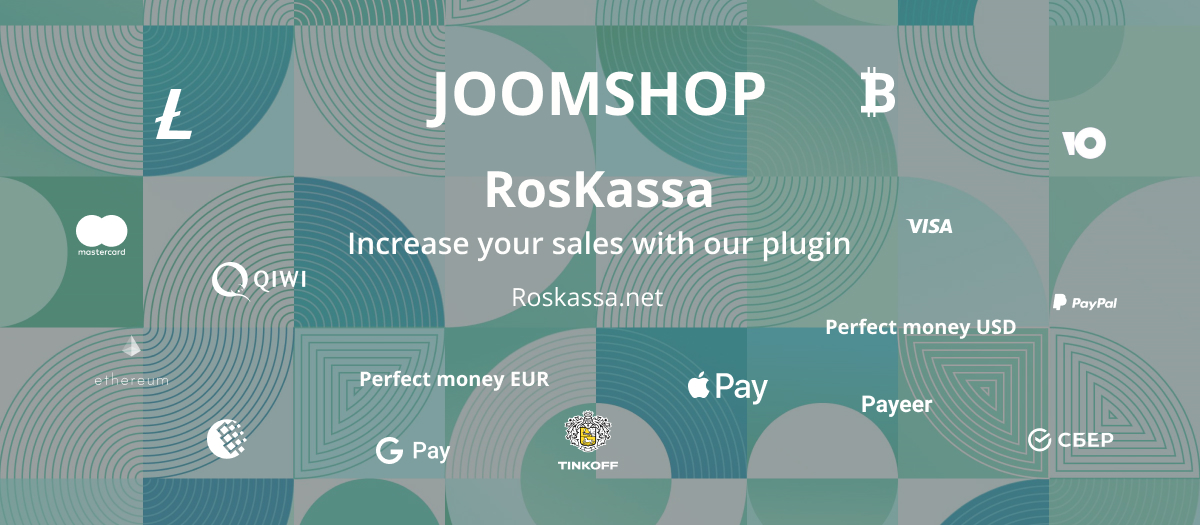 JOOMSHOP
RosKassa
Increase your sales with our plugin
Roskassa.net
mastercard
QIWI
VISA
PayPal
Perfect money USD
ethereum
Perfect money EUR
Pay
Payeer
G Pay
TINKOFF
СБЕР